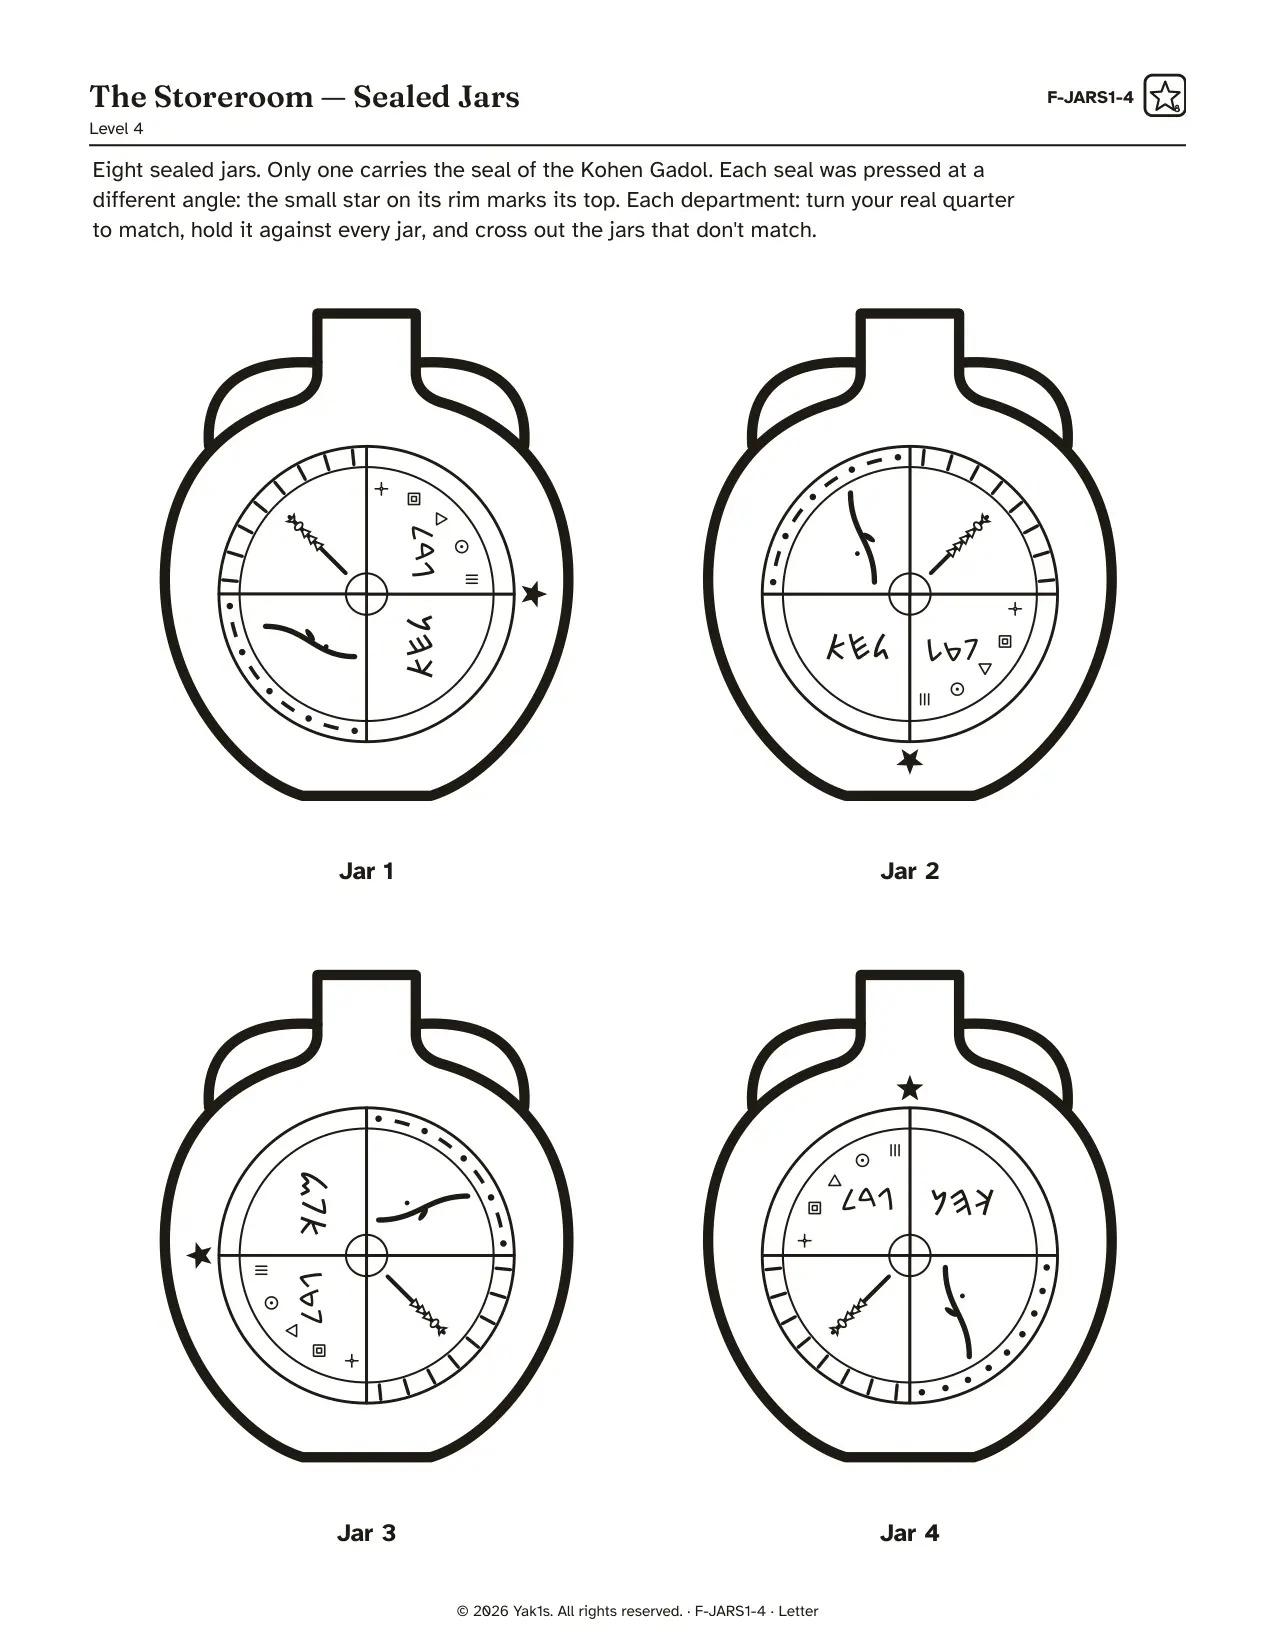 The Storeroom — Sealed Jars
F-JARS1-4
Level 4
Eight sealed jars. Only one carries the seal of the Kohen Gadol. Each seal was pressed at a
different angle: the small star on its rim marks its top. Each department: turn your real quarter
to match, hold it against every jar, and cross out the jars that don't match.
Jar 1
Jar 2
Jar 3
Jar 4
© 2026 Yak1s. All rights reserved. · F-JARS1-4 · Letter